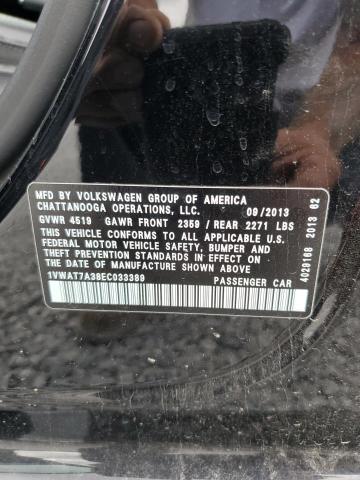 MFD BY VOLKSWAGEN GROUP OF AMERICA
CHATTANOOGA OPERATIONS, LLC. 09/2013
GVWR 4519 GAWR FRONT 2359 / REAR 2271 LBS
THIS VEHICLE CONFORMS TO ALL APPLICABLE U.S.
FEDERAL MOTOR VEHICLE SAFETY, BUMPER AND
THEFT PREVENTION STANDARDS IN EFFECT ON
THE DATE OF MANUFACTURE SHOWN ABOVE.
1VWAT7A38EC033389 PASSENGER CAR
4029168 2013 62